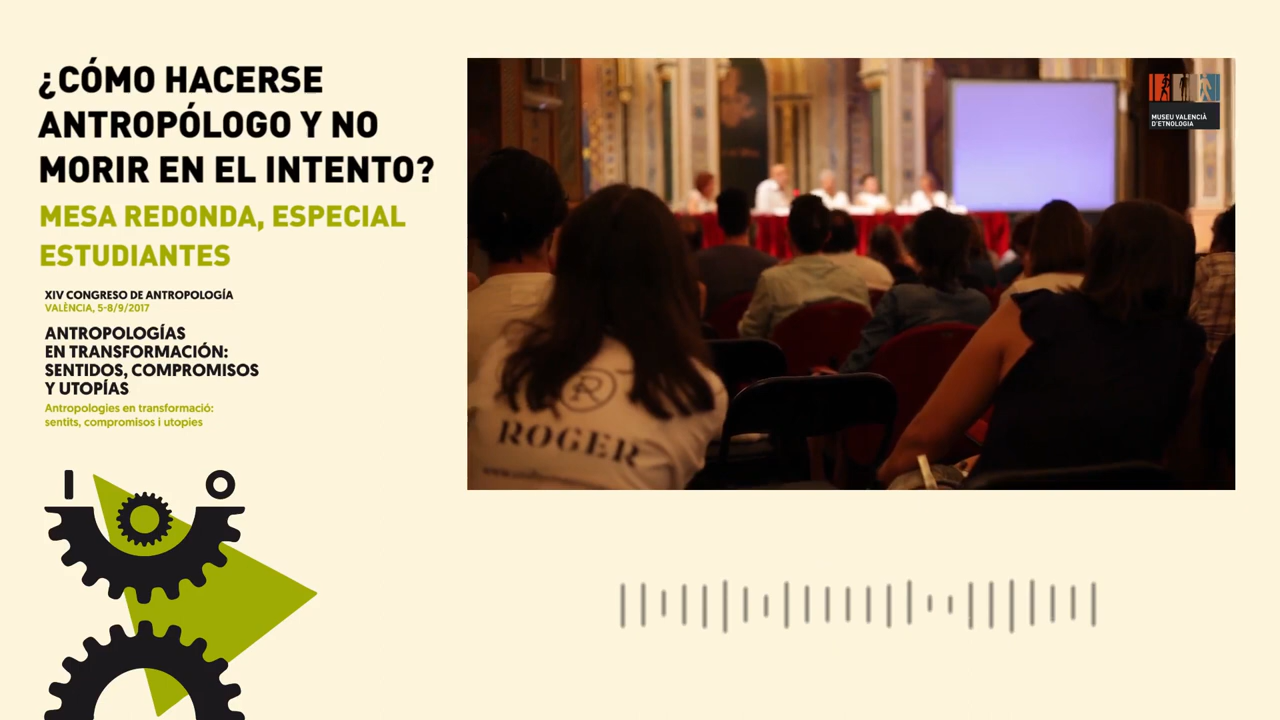 ¿CÓMO HACERSE
ANTROPÓLOGO Y NO
MORIR EN EL INTENTO?
MESA REDONDA, ESPECIAL
ESTUDIANTES
XIV CONGRESO DE ANTROPOLOGÍA
VALÈNCIA, 5-8/9/2017
ANTROPOLOGÍAS
EN TRANSFORMACIÓN:
SENTIDOS, COMPROMISOS
Y UTOPÍAS
Antropologies en transformació:
sentits, compromisos i utopies
MUSEU VALENCIÀ
D'ETNOLOGIA
R
ROGER